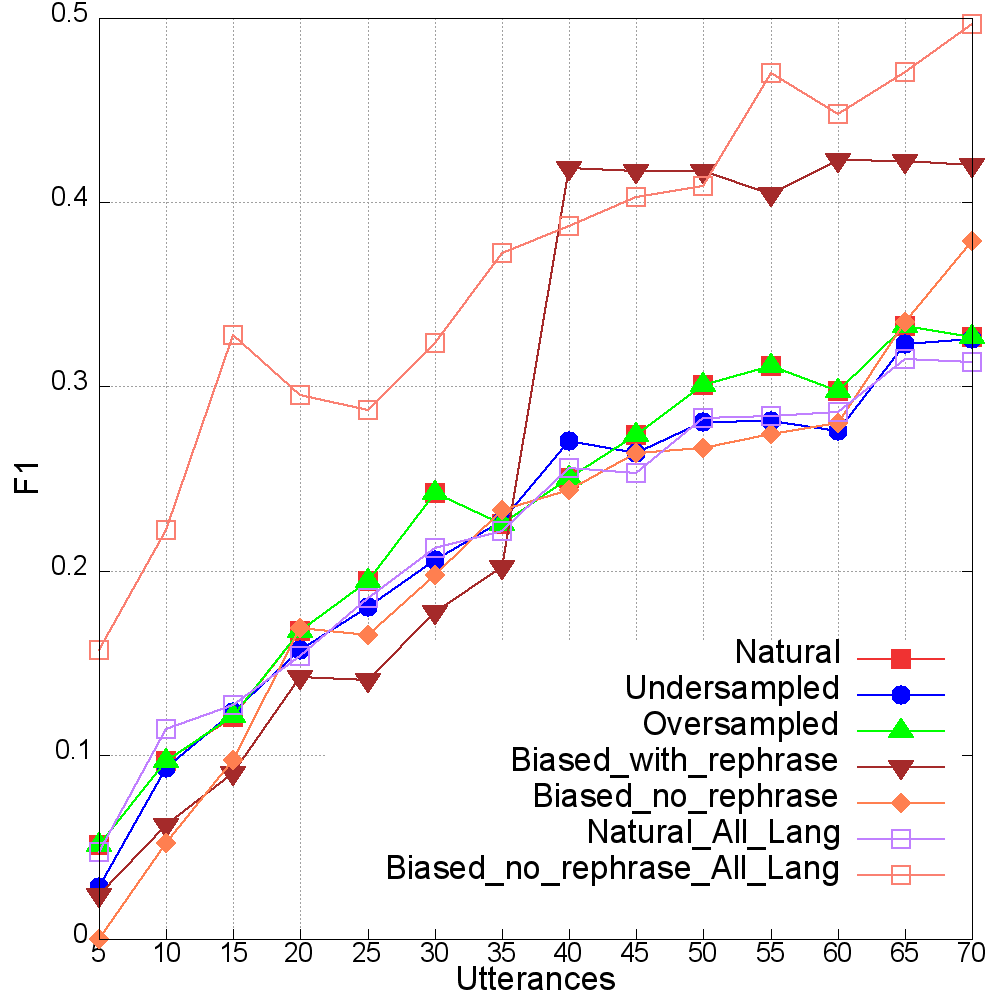 0.5
0.4
0.3
0.2
0.1
0
F1
5 10 15 20 25 30 35 40 45 50 55 60 65 70
Utterances
Natural
Undersampled
Oversampled
Biased_with_rephrase
Biased_no_rephrase
Natural_All_Lang
Biased_no_rephrase_All_Lang